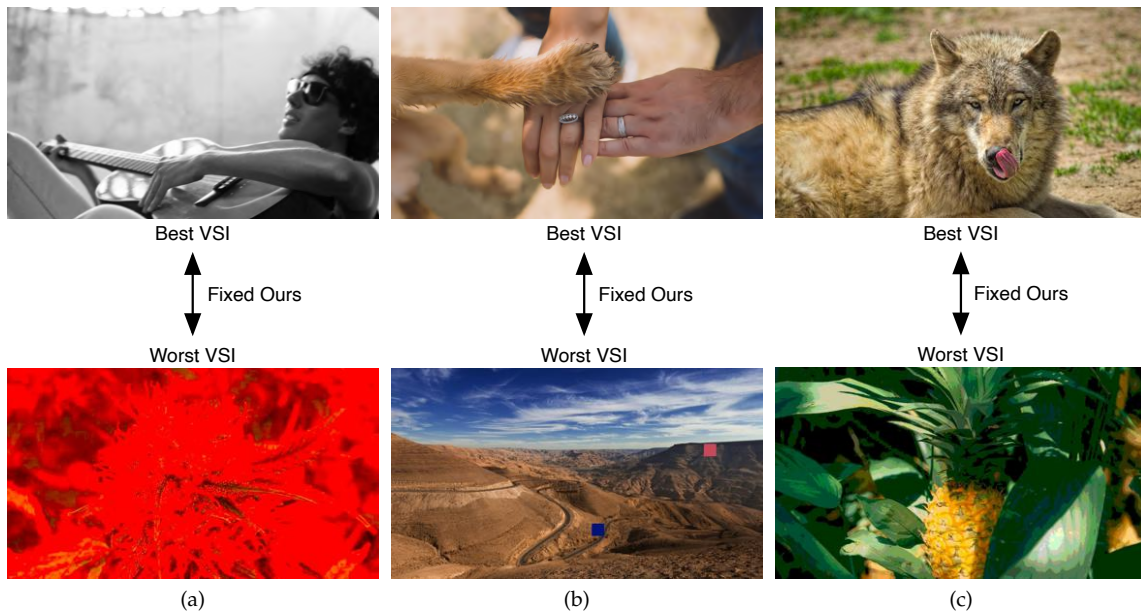 Best VSI Best VSI Best VSI
Fixed Ours Fixed Ours Fixed Ours
Worst VSI Worst VSI Worst VSI
(a) (b) (c)